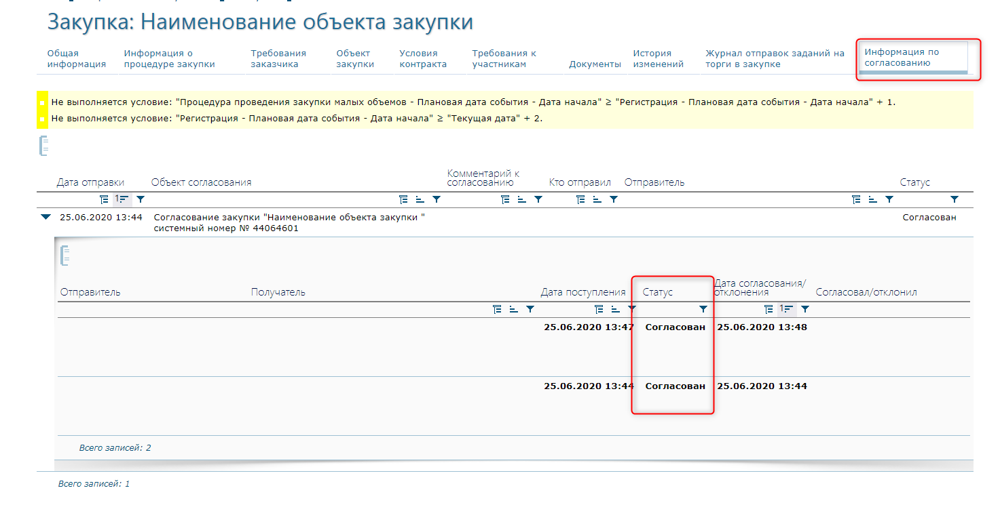 Закупка: Наименование объекта закупки
Общая информация
Информация о процедуре закупки
Требования заказчика
Объект закупки
Условия контракта
Требования к участникам
Документы
История изменений
Журнал отправок заданий на торги в закупке
Информация по согласованию
Не выполняется условие: "Процедура проведения закупки малых объемов - Плановая дата события - Дата начала" ≥ "Регистрация - Плановая дата события - Дата начала" + 1.
Не выполняется условие: "Регистрация - Плановая дата события - Дата начала" ≥ "Текущая дата" + 2.
Дата отправки Объект согласования Комментарий к согласованию Кто отправил Отправитель Статус
25.06.2020 13:44 Согласование закупки "Наименование объекта закупки " Согласован
системный номер № 44064601
Отправитель Получатель Дата поступления Статус Дата согласования/ отклонения Согласовал/отклонил
25.06.2020 13:47 Согласован 25.06.2020 13:48
25.06.2020 13:44 Согласован 25.06.2020 13:44
Всего записей: 2
Всего записей: 1